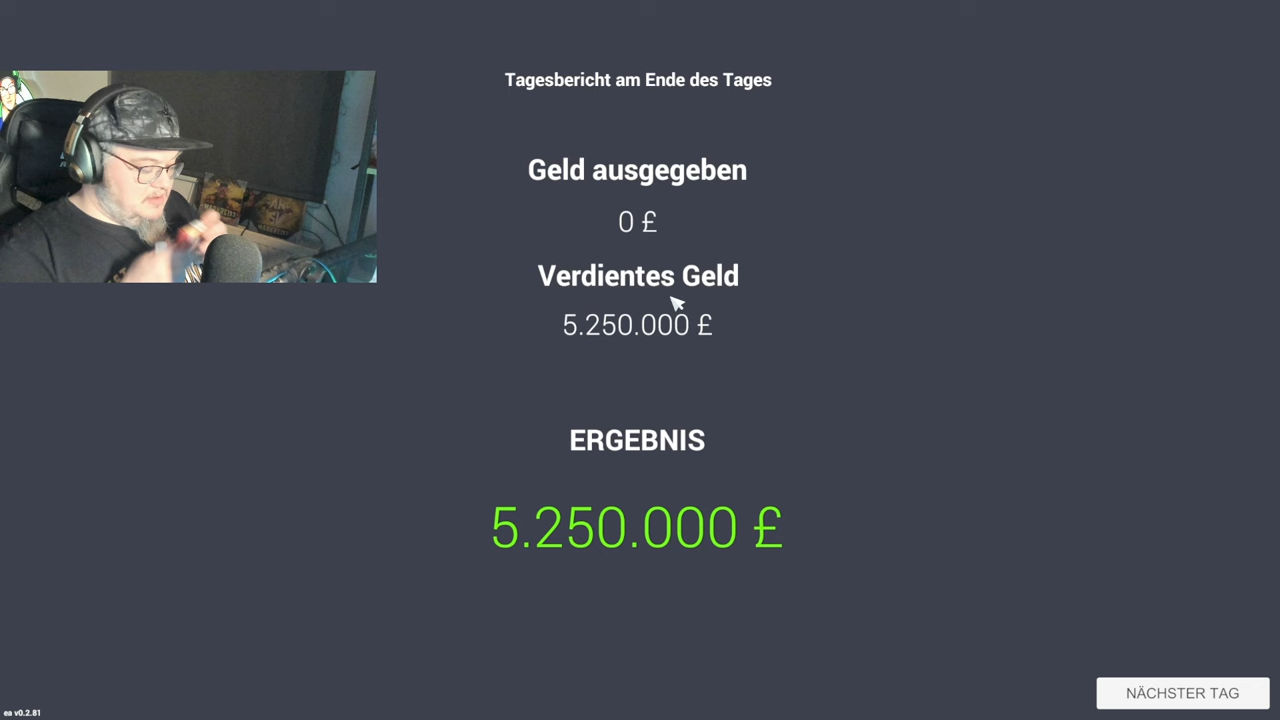 Tagesbericht am Ende des Tages
Geld ausgegeben
0 £
Verdientes Geld
5.250.000 £
ERGEBNIS
5.250.000 £
NÄCHSTER TAG
ea v0.2.81